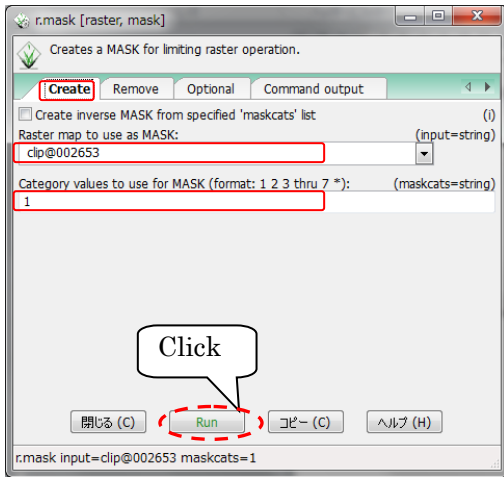 r.mask [raster, mask]
Creates a MASK for limiting raster operation.
Create Remove Optional Command output
Create inverse MASK from specified 'maskcats' list (i)
Raster map to use as MASK: (input=string)
clip@002653
Category values to use for MASK (format: 1 2 3 thru 7 *): (maskcats=string)
1
Click
閉じる (C) Run コピー (C) ヘルプ (H)
r.mask input=clip@002653 maskcats=1